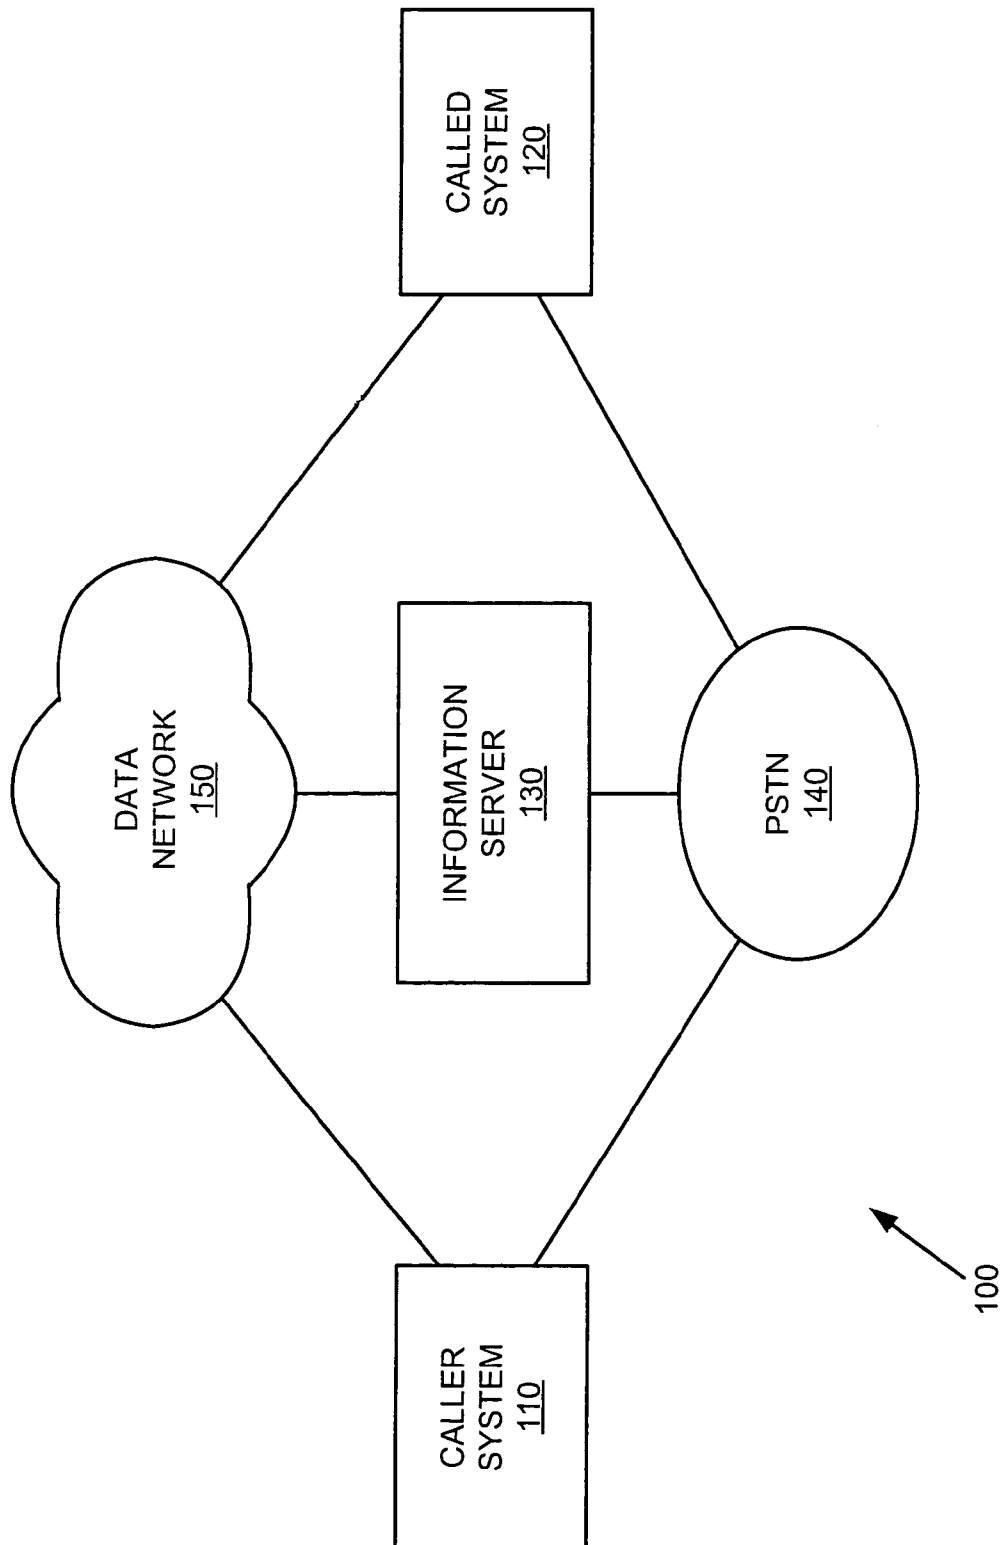 DATA
NETWORK
150
CALLER
SYSTEM
110
INFORMATION
SERVER
130
CALLED
SYSTEM
120
PSTN
140
100